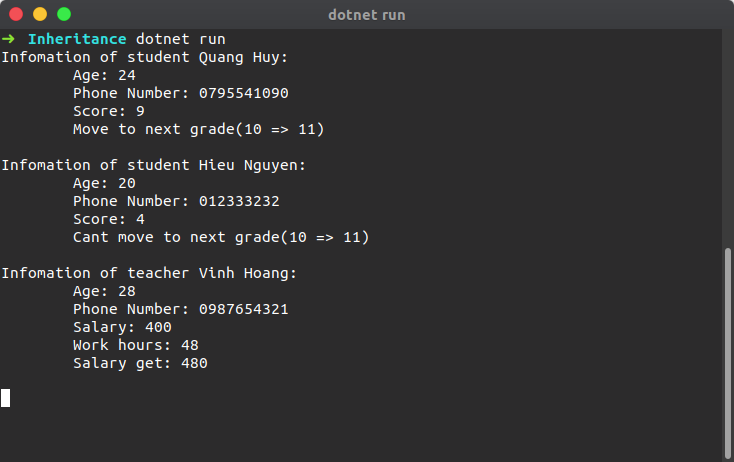 dotnet run
➜ Inheritance dotnet run
Infomation of student Quang Huy:
Age: 24
Phone Number: 0795541090
Score: 9
Move to next grade(10 => 11)
Infomation of student Hieu Nguyen:
Age: 20
Phone Number: 012333232
Score: 4
Cant move to next grade(10 => 11)
Infomation of teacher Vinh Hoang:
Age: 28
Phone Number: 0987654321
Salary: 400
Work hours: 48
Salary get: 480